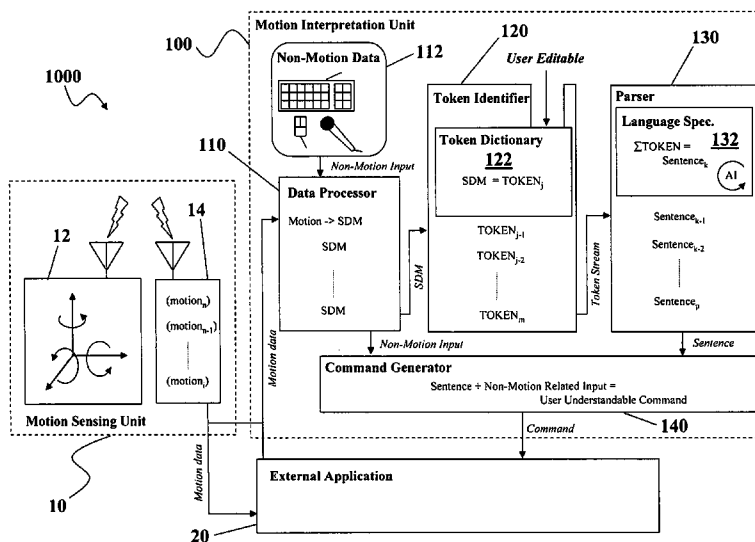 Motion Interpretation Unit
100
Non-Motion Data
112
120
User Editable
130
1000
Token Identifier
Parser
Token Dictionary
122
SDM = TOKENj
Language Spec.
ΣTOKEN =
132
Sentencek
AI
110
Non-Motion Input
Data Processor
Motion -> SDM
SDM
SDM
SDM
TOKENj-1
TOKENj-2
TOKENm
Token Stream
Sentencek-1
Sentencek-2
Sentencep
12
14
(motionn)
(motionn-1)
(motioni)
Motion data
Non-Motion Input
Sentence
Command Generator
Sentence + Non-Motion Related Input =
User Understandable Command
Motion Sensing Unit
140
Command
Motion data
External Application
10
20